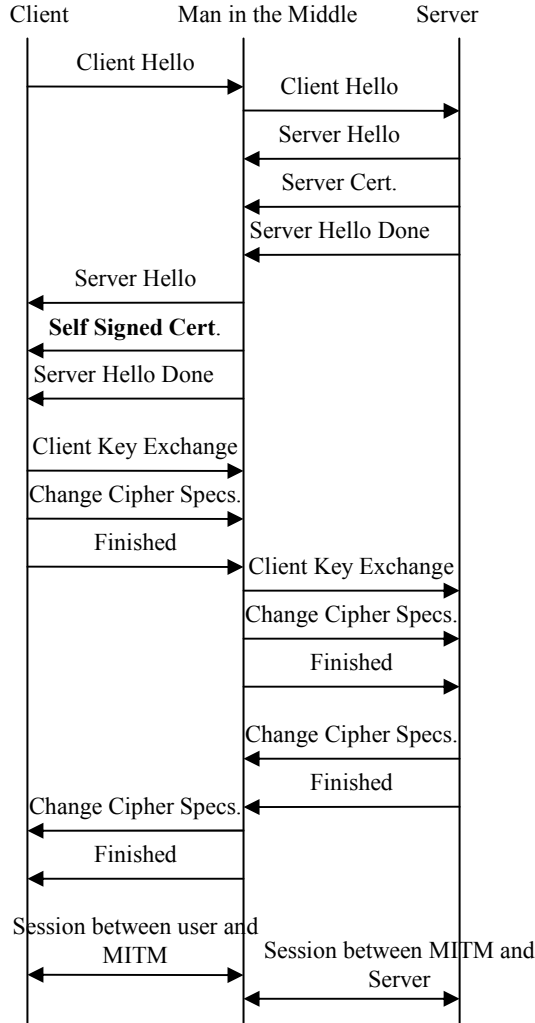 Client Man in the Middle Server
Client Hello
Client Hello
Server Hello
Server Cert.
Server Hello Done
Server Hello
Self Signed Cert.
Server Hello Done
Client Key Exchange
Change Cipher Specs.
Finished
Client Key Exchange
Change Cipher Specs.
Finished
Change Cipher Specs.
Finished
Change Cipher Specs.
Finished
Session between user and
MITM
Session between MITM and
Server